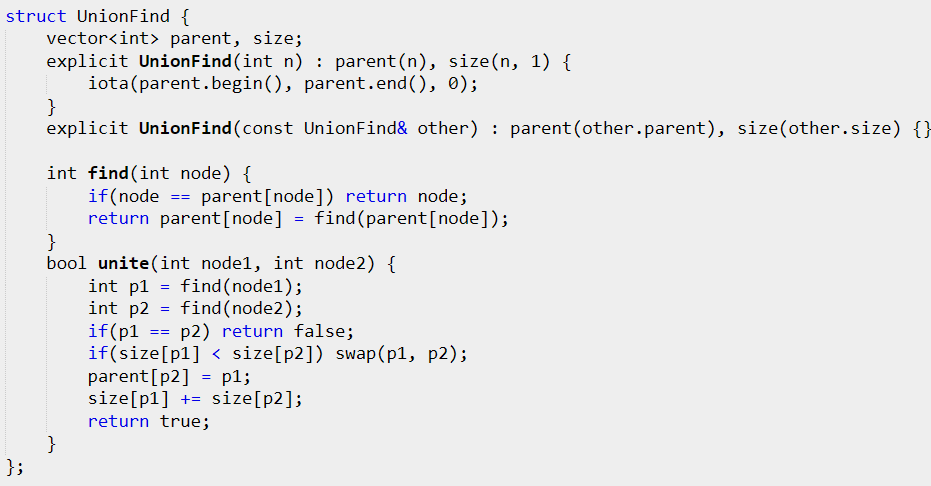 struct UnionFind {
    vector<int> parent, size;
    explicit UnionFind(int n) : parent(n), size(n, 1) {
        iota(parent.begin(), parent.end(), 0);
    }
    explicit UnionFind(const UnionFind& other) : parent(other.parent), size(other.size) {}

    int find(int node) {
        if(node == parent[node]) return node;
        return parent[node] = find(parent[node]);
    }
    bool unite(int node1, int node2) {
        int p1 = find(node1);
        int p2 = find(node2);
        if(p1 == p2) return false;
        if(size[p1] < size[p2]) swap(p1, p2);
        parent[p2] = p1;
        size[p1] += size[p2];
        return true;
    }
};